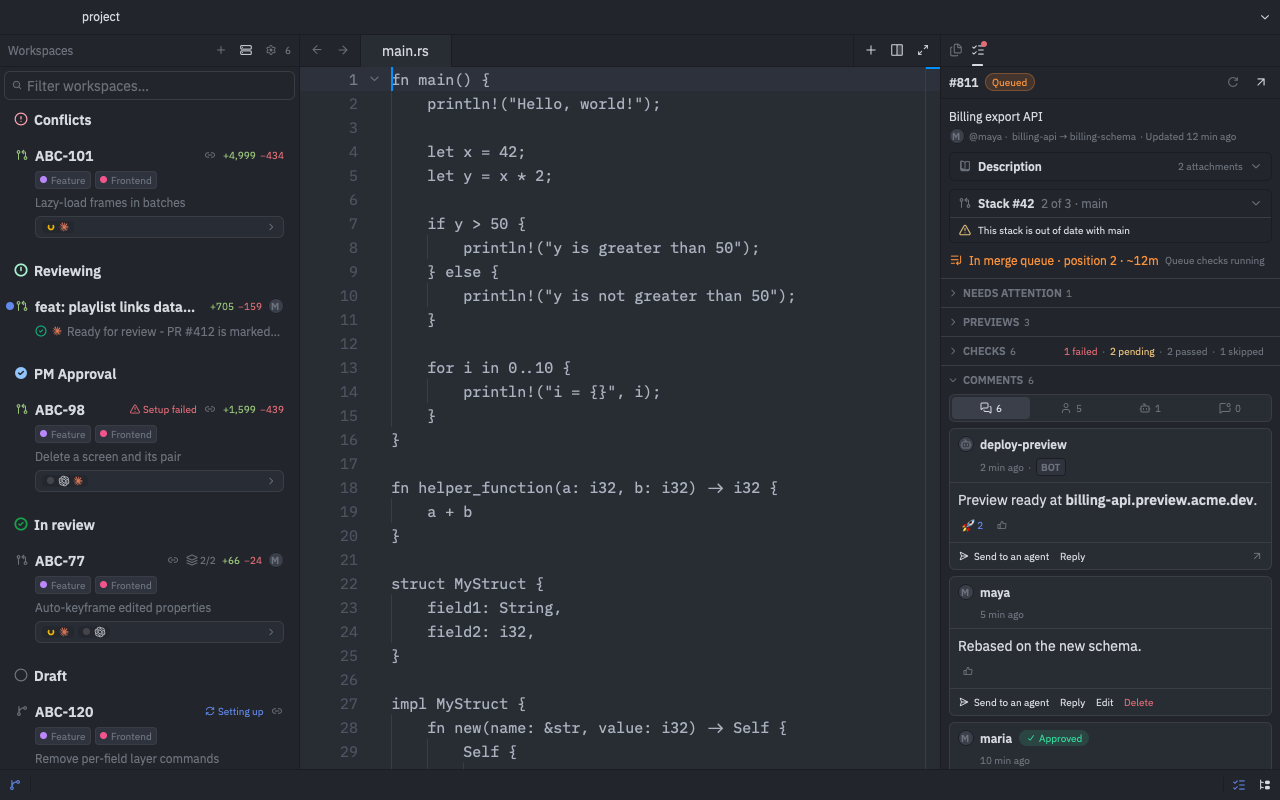 project
Workspaces
6
Filter workspaces...
Conflicts
ABC-101
+4,999 −434
Feature
Frontend
Lazy-load frames in batches
Reviewing
feat: playlist links data...
+705 −159
M
Ready for review - PR #412 is marked...
PM Approval
ABC-98
Setup failed
+1,599 −439
Feature
Frontend
Delete a screen and its pair
In review
ABC-77
2/2
+66 −24
M
Feature
Frontend
Auto-keyframe edited properties
Draft
ABC-120
Setting up
Feature
Frontend
Remove per-field layer commands
main.rs
1 fn main() {
2 println!("Hello, world!");
3
4 let x = 42;
5 let y = x * 2;
6
7 if y > 50 {
8 println!("y is greater than 50");
9 } else {
10 println!("y is not greater than 50");
11 }
12
13 for i in 0..10 {
14 println!("i = {}", i);
15 }
16 }
17
18 fn helper_function(a: i32, b: i32) -> i32 {
19 a + b
20 }
21
22 struct MyStruct {
23 field1: String,
24 field2: i32,
25 }
26
27 impl MyStruct {
28 fn new(name: &str, value: i32) -> Self {
29 Self {
#811 Queued
Billing export API
M @maya · billing-api → billing-schema · Updated 12 min ago
Description
2 attachments
Stack #42 2 of 3 · main
This stack is out of date with main
In merge queue · position 2 · ~12m Queue checks running
NEEDS ATTENTION 1
PREVIEWS 3
CHECKS 6
1 failed · 2 pending · 2 passed · 1 skipped
COMMENTS 6
6
5
1
0
deploy-preview
2 min ago · BOT
Preview ready at billing-api.preview.acme.dev.
🚀 2
Send to an agent Reply
M maya
5 min ago
Rebased on the new schema.
Send to an agent Reply Edit Delete
M maria ✓ Approved
10 min ago